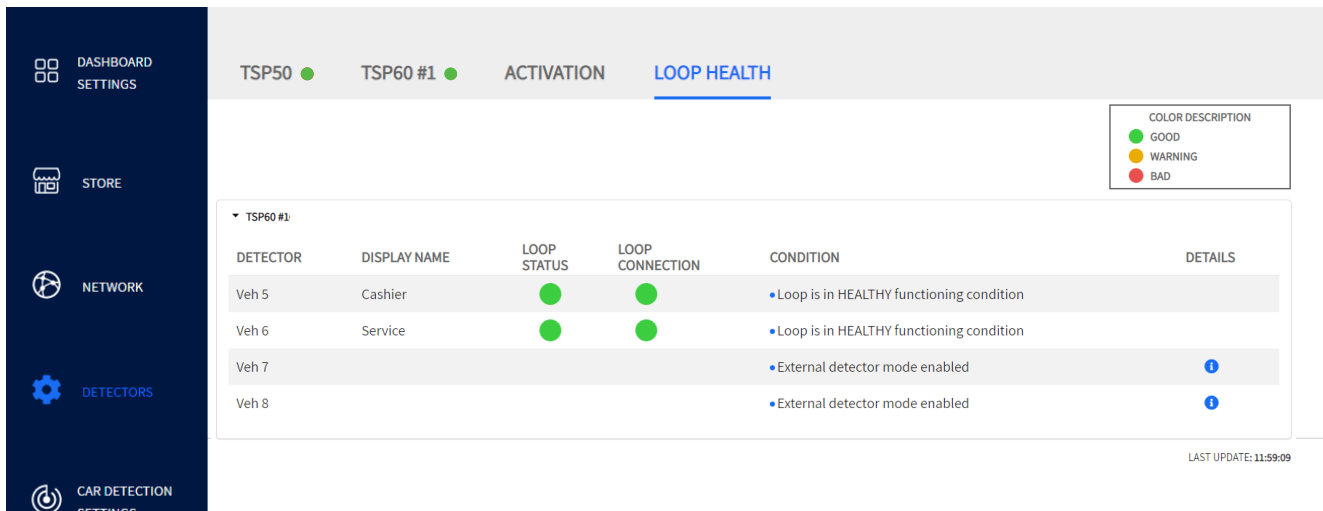 DASHBOARD
SETTINGS
STORE
NETWORK
DETECTORS
CAR DETECTION
SETTINGS
TSP50
TSP60 #1
ACTIVATION
LOOP HEALTH
COLOR DESCRIPTION
GOOD
WARNING
BAD
TSP60 #1
DETECTOR DISPLAY NAME LOOP STATUS LOOP CONNECTION CONDITION DETAILS
Veh 5 Cashier •Loop is in HEALTHY functioning condition
Veh 6 Service •Loop is in HEALTHY functioning condition
Veh 7 •External detector mode enabled
Veh 8 •External detector mode enabled
LAST UPDATE: 11:59:09